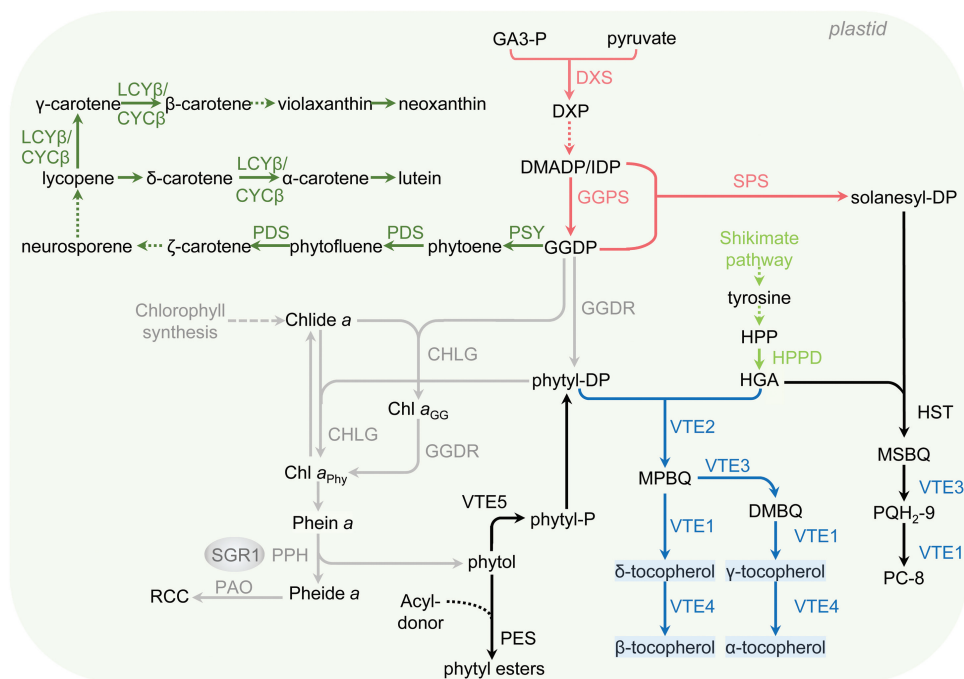 plastid
GA3-P pyruvate
DXS
DXP
DMADP/IDP
GGPS
GGDP
SPS
solanesyl-DP
LCYβ/
CYCβ
γ-carotene β-carotene violaxanthin neoxanthin
LCYβ/
CYCβ
LCYβ/
CYCβ
lycopene δ-carotene α-carotene lutein
PDS PDS PSY
neurosporene ζ-carotene phytofluene phytoene
Shikimate
pathway
tyrosine
HPP
HPPD
HGA
GGDR
Chlorophyll
synthesis
Chlide a
CHLG
phytyl-DP
Chl aGG
CHLG
GGDR
Chl aPhy
Phein a
SGR1 PPH
PAO
RCC
Pheide a
VTE5
phytyl-P
phytol
Acyl-
donor
PES
phytyl esters
VTE2
MPBQ
VTE3
DMBQ
VTE1
VTE1
δ-tocopherol γ-tocopherol
VTE4
VTE4
β-tocopherol α-tocopherol
HST
MSBQ
VTE3
PQH2-9
VTE1
PC-8